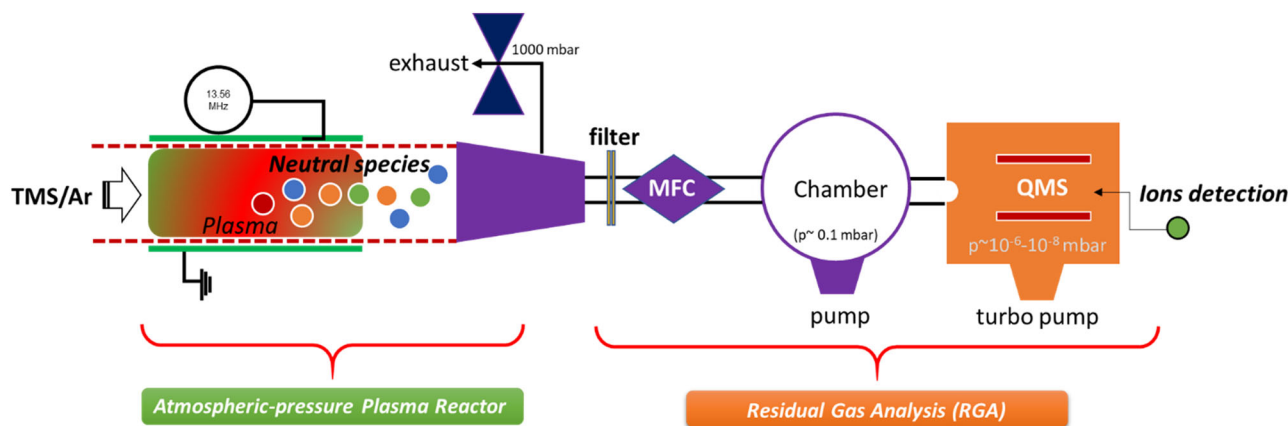 1000 mbar
exhaust
13.56
MHz
filter
Neutral species
TMS/Ar
Plasma
MFC
Chamber
(p~ 0.1 mbar)
QMS
p~10⁻⁶-10⁻⁸ mbar
Ions detection
pump
turbo pump
Atmospheric-pressure Plasma Reactor
Residual Gas Analysis (RGA)